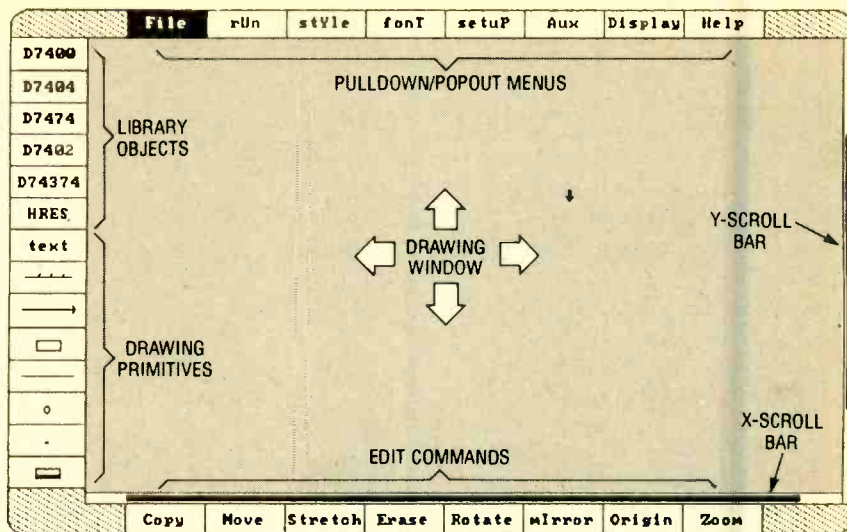 File rUn stYle fonT setuP Aux Display Help
D7400
D7404
D7474
D7402
D74374
HRES
text
PULLDOWN/POPOUT MENUS
LIBRARY
OBJECTS
DRAWING
WINDOW
Y-SCROLL
BAR
DRAWING
PRIMITIVES
X-SCROLL
BAR
EDIT COMMANDS
Copy Move Stretch Erase Rotate mIrror Origin Zoom